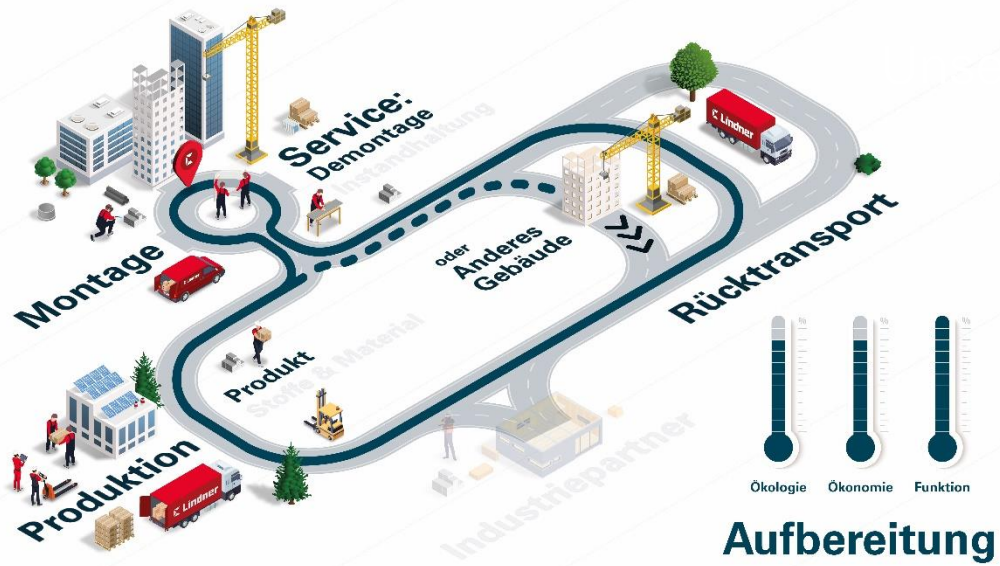 Service:
Demontage
Instandhaltung
Lindner
oder
Anderes
Gebäude
Rücktransport
Montage
Produkt
Stoffe & Material
Produktion
Lindner
Industriepartner
%
%
%
Ökologie
Ökonomie
Funktion
Aufbereitung